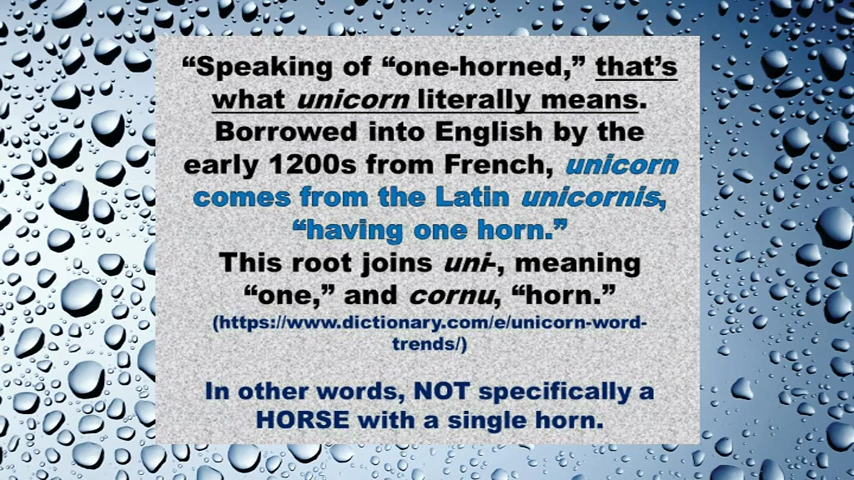 “Speaking of “one-horned,” that’s
what unicorn literally means.
Borrowed into English by the
early 1200s from French, unicorn
comes from the Latin unicornis,
“having one horn.”
This root joins uni-, meaning
“one,” and cornu, “horn.”
(https://www.dictionary.com/e/unicorn-word-
trends/)
In other words, NOT specifically a
HORSE with a single horn.